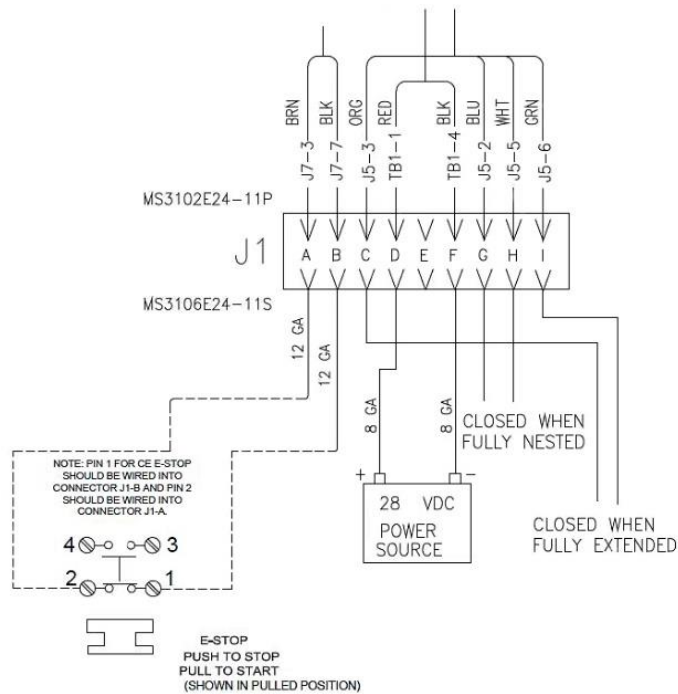 BRN
BLK
ORG
RED
BLK
BLU
WHT
GRN
J7-3
J7-7
J5-3
TB1-1
TB1-4
J5-2
J5-5
J5-6
MS3102E24-11P
J1
A B C D E F G H I
MS3106E24-11S
12 GA
12 GA
8 GA
8 GA
CLOSED WHEN
FULLY NESTED
NOTE: PIN 1 FOR CE E-STOP
SHOULD BE WIRED INTO
CONNECTOR J1-B AND PIN 2
SHOULD BE WIRED INTO
CONNECTOR J1-A.
+ −
28 VDC
POWER
SOURCE
CLOSED WHEN
FULLY EXTENDED
4 3
2 1
E-STOP
PUSH TO STOP
PULL TO START
(SHOWN IN PULLED POSITION)